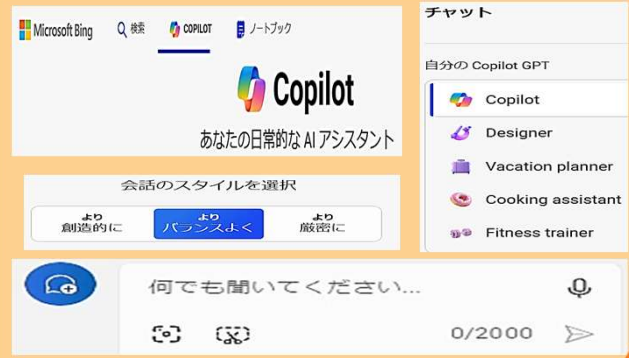 Microsoft Bing 検索 COPILOT ノートブック
Copilot
あなたの日常的な AI アシスタント
会話のスタイルを選択
より
創造的に
より
バランスよく
より
厳密に
チャット
自分の Copilot GPT
Copilot
Designer
Vacation planner
Cooking assistant
Fitness trainer
何でも聞いてください...
0/2000